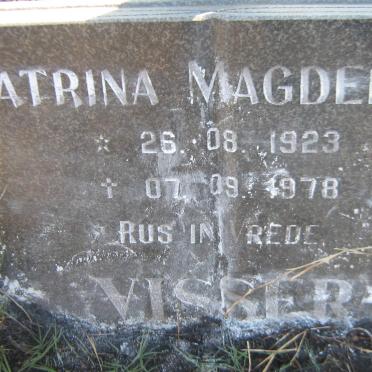 ATRINA MAGDE
* 26 08 1923
† 07 09 1978
RUS IN VREDE
VISSER